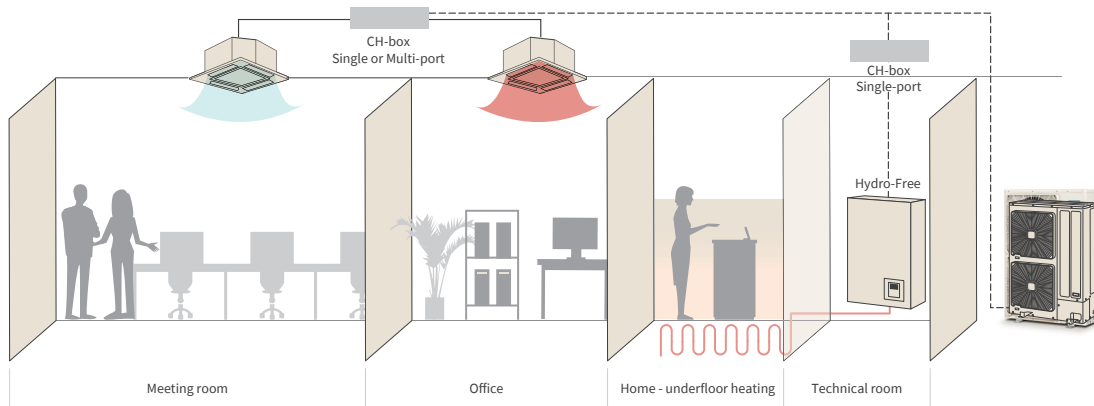 CH-box
Single or Multi-port
CH-box
Single-port
Hydro-Free
Meeting room
Office
Home - underfloor heating
Technical room